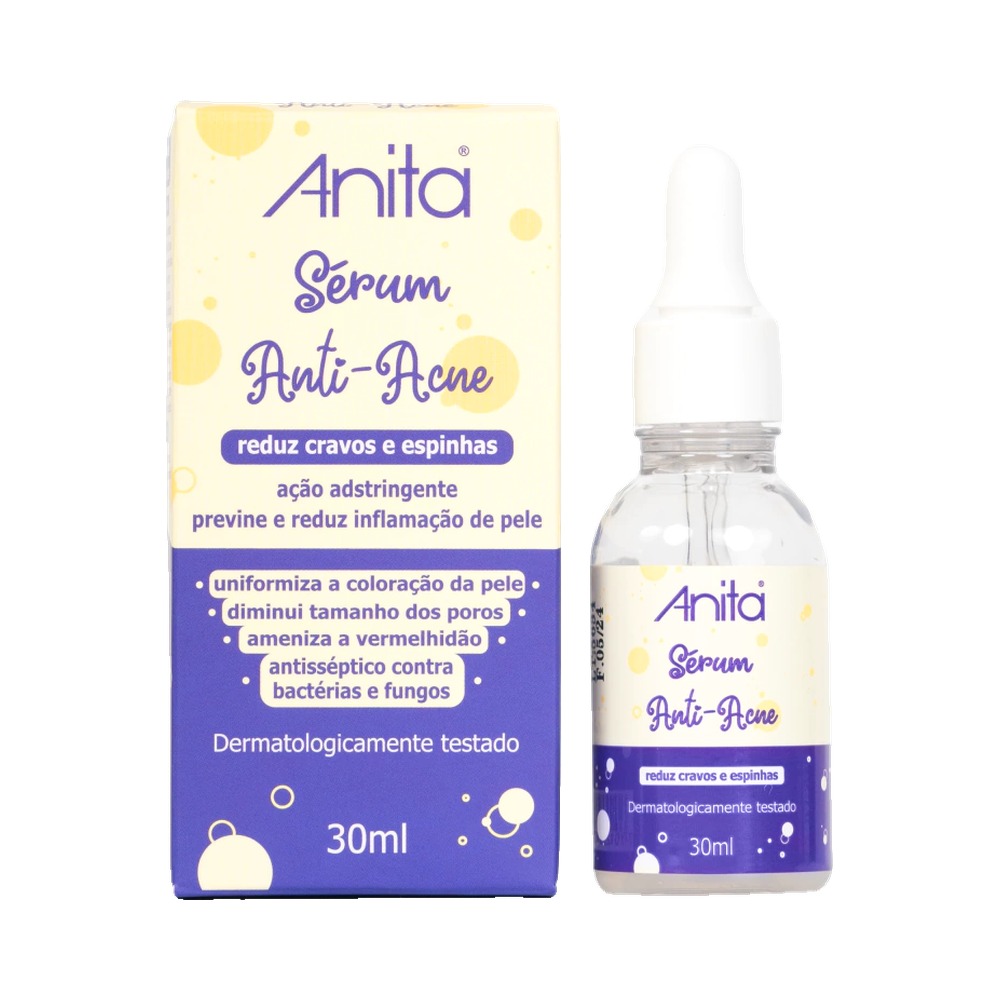 Anita®
Sérum
Anti-Acne
reduz cravos e espinhas
ação adstringente
previne e reduz inflamação de pele
• uniformiza a coloração da pele •
• diminui tamanho dos poros •
• ameniza a vermelhidão •
• antisséptico contra
bactérias e fungos •
Dermatologicamente testado
30ml
Anita®
Sérum
Anti-Acne
reduz cravos e espinhas
Dermatologicamente testado
30ml
F.05/24